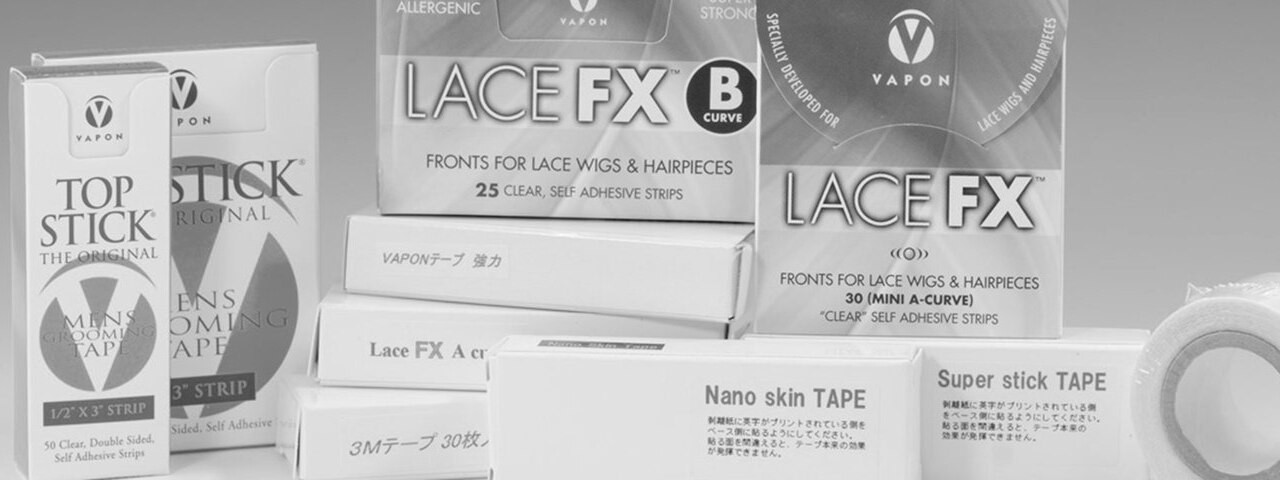 VAPON
TOP
STICK®
THE ORIGINAL
MENS
GROOMING
TAPE
1/2" X 3" STRIP
50 Clear, Double Sided,
Self Adhesive Strips
VAPON
STICK®
ORIGINAL
MENS
GROOMING
TAPE
3" STRIP
Sided, Self Adhesive
ALLERGENIC
VAPON
SUPER
STRONG
LACE FX™
B
CURVE
FRONTS FOR LACE WIGS & HAIRPIECES
25 CLEAR, SELF ADHESIVE STRIPS
VAPON
SPECIALLY DEVELOPED FOR
LACE WIGS AND HAIRPIECES
LACE FX™
FRONTS FOR LACE WIGS & HAIRPIECES
30 (MINI A-CURVE)
"CLEAR" SELF ADHESIVE STRIPS
VAPONテープ 強力
Lace FX A cu
3Mテープ 30枚入
Nano Skin Tape
Nano skin TAPE
剥離紙に英字がプリントされている側を
ベース側に貼るようにしてください。
貼る面を間違えると、テープ本来の効果
が発揮できません。
Super stick TAPE
剥離紙に英字がプリントされている側
をベース側に貼るようにしてください。
貼る面を間違えると、テープ本来の
効果が発揮できません。